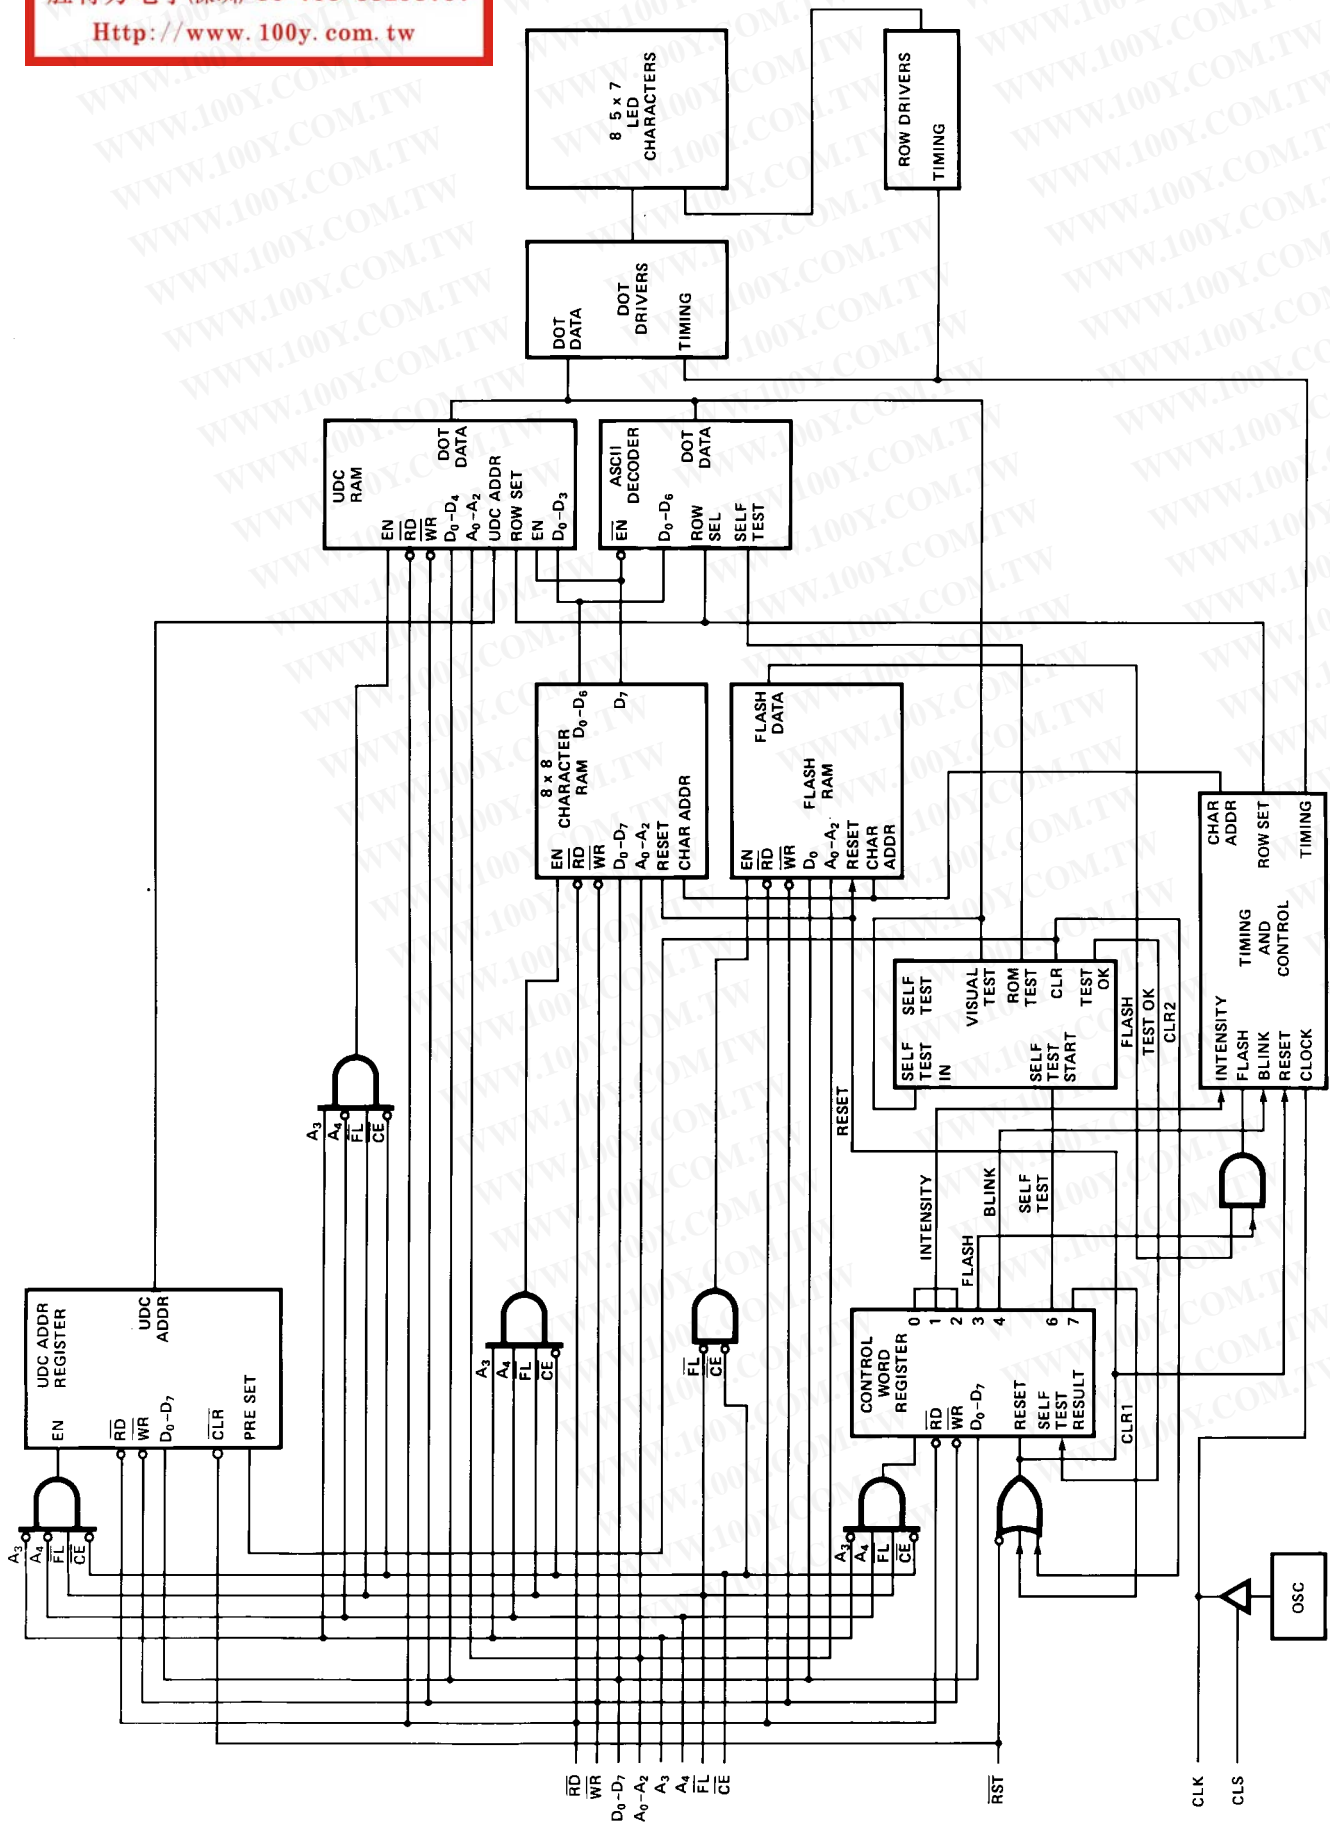 Http://www.100y.com.tw
8 5 x 7
LED
CHARACTERS
ROW DRIVERS
TIMING
DOT
DATA
DOT
DRIVERS
TIMING
UDC
RAM
DOT
DATA
EN
RD
WR
D0-D4
A0-A2
UDC ADDR
ROW SET
EN
D0-D3
ASCII
DECODER
DOT
DATA
EN
D0-D6
ROW
SEL
SELF
TEST
8 x 8
CHARACTER
RAM
D0-D6
D7
EN
RD
WR
D0-D7
A0-A2
RESET
CHAR ADDR
FLASH
DATA
FLASH
RAM
EN
RD
WR
D0
A0-A2
RESET
CHAR
ADDR
CHAR
ADDR
ROW SET
TIMING
TIMING
AND
CONTROL
INTENSITY
FLASH
BLINK
RESET
CLOCK
SELF
TEST
VISUAL
TEST
ROM
TEST
CLR
TEST
OK
SELF
TEST
IN
SELF
TEST
START
FLASH
TEST OK
CLR2
RESET
INTENSITY
FLASH
BLINK
SELF
TEST
A3
A4
FL
CE
UDC ADDR
REGISTER
UDC
ADDR
EN
RD
WR
D0-D7
CLR
PRE SET
A3
A4
FL
CE
FL
CE
CONTROL
WORD
REGISTER
0
1
2
3
4
6
7
RD
WR
D0-D7
RESET
SELF
TEST
RESULT
CLR1
A3
A4
FL
CE
A3
A4
FL
CE
OSC
RD
WR
D0-D7
A0-A2
A3
A4
FL
CE
RST
CLK
CLS
WWW.100Y.COM.TW